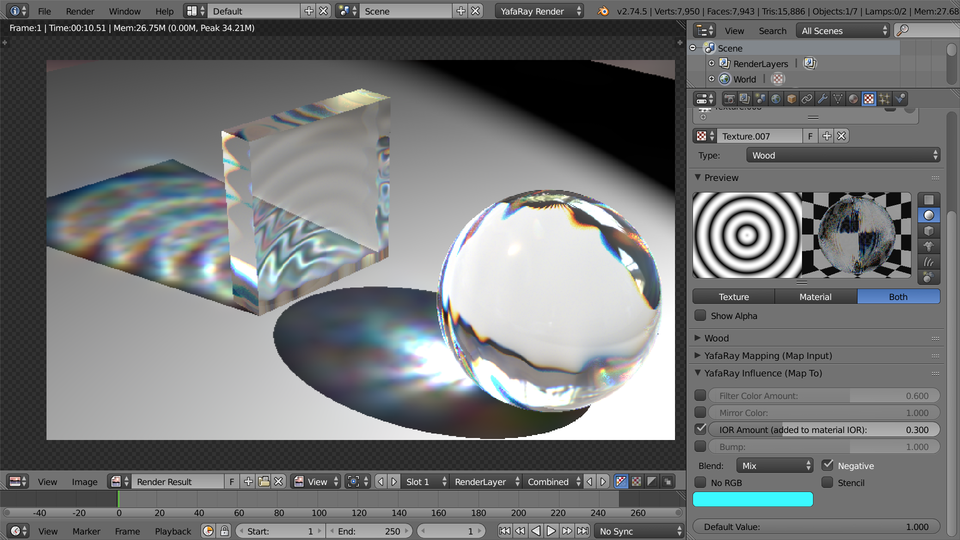 File Render Window Help Default Scene YafaRay Render v2.74.5 | Verts:7,950 | Faces:7,943 | Tris:15,886 | Objects:1/7 | Lamps:0/2 | Mem:27.68
Frame:1 | Time:00:10.51 | Mem:26.75M (0.00M, Peak 34.21M)
View Search All Scenes
Scene
RenderLayers
World
Texture.007 F
Type: Wood
Preview
Texture Material Both
Show Alpha
Wood
YafaRay Mapping (Map Input)
YafaRay Influence (Map To)
Filter Color Amount: 0.600
Mirror Color: 1.000
IOR Amount (added to material IOR): 0.300
Bump: 1.000
Blend: Mix Negative
No RGB Stencil
Default Value: 1.000
View Image Render Result F View Slot 1 RenderLayer Combined
-40 -20 0 20 40 60 80 100 120 140 160 180 200 220 240 260
View Marker Frame Playback Start: 1 End: 250 1 No Sync